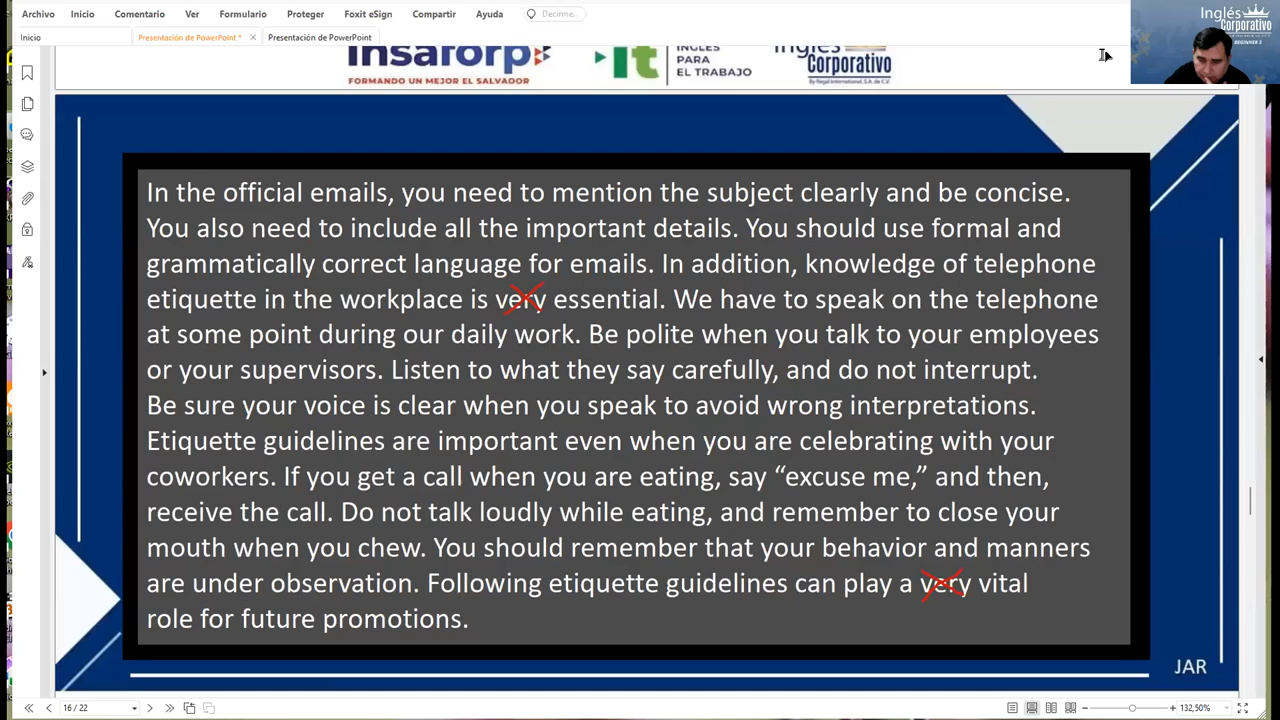 Archivo Inicio Comentario Ver Formulario Proteger Foxit eSign Compartir Ayuda Decirme...
Inicio Presentación de PowerPoint * Presentación de PowerPoint
Inglés
Corporativo
BEGINNER 2
insaforp
FORMANDO UN MEJOR EL SALVADOR
it
INGLÉS
PARA
EL TRABAJO
Inglés
Corporativo
In the official emails, you need to mention the subject clearly and be concise.
You also need to include all the important details. You should use formal and
grammatically correct language for emails. In addition, knowledge of telephone
etiquette in the workplace is very essential. We have to speak on the telephone
at some point during our daily work. Be polite when you talk to your employees
or your supervisors. Listen to what they say carefully, and do not interrupt.
Be sure your voice is clear when you speak to avoid wrong interpretations.
Etiquette guidelines are important even when you are celebrating with your
coworkers. If you get a call when you are eating, say “excuse me,” and then,
receive the call. Do not talk loudly while eating, and remember to close your
mouth when you chew. You should remember that your behavior and manners
are under observation. Following etiquette guidelines can play a very vital
role for future promotions.
JAR
16 / 22
132,50%